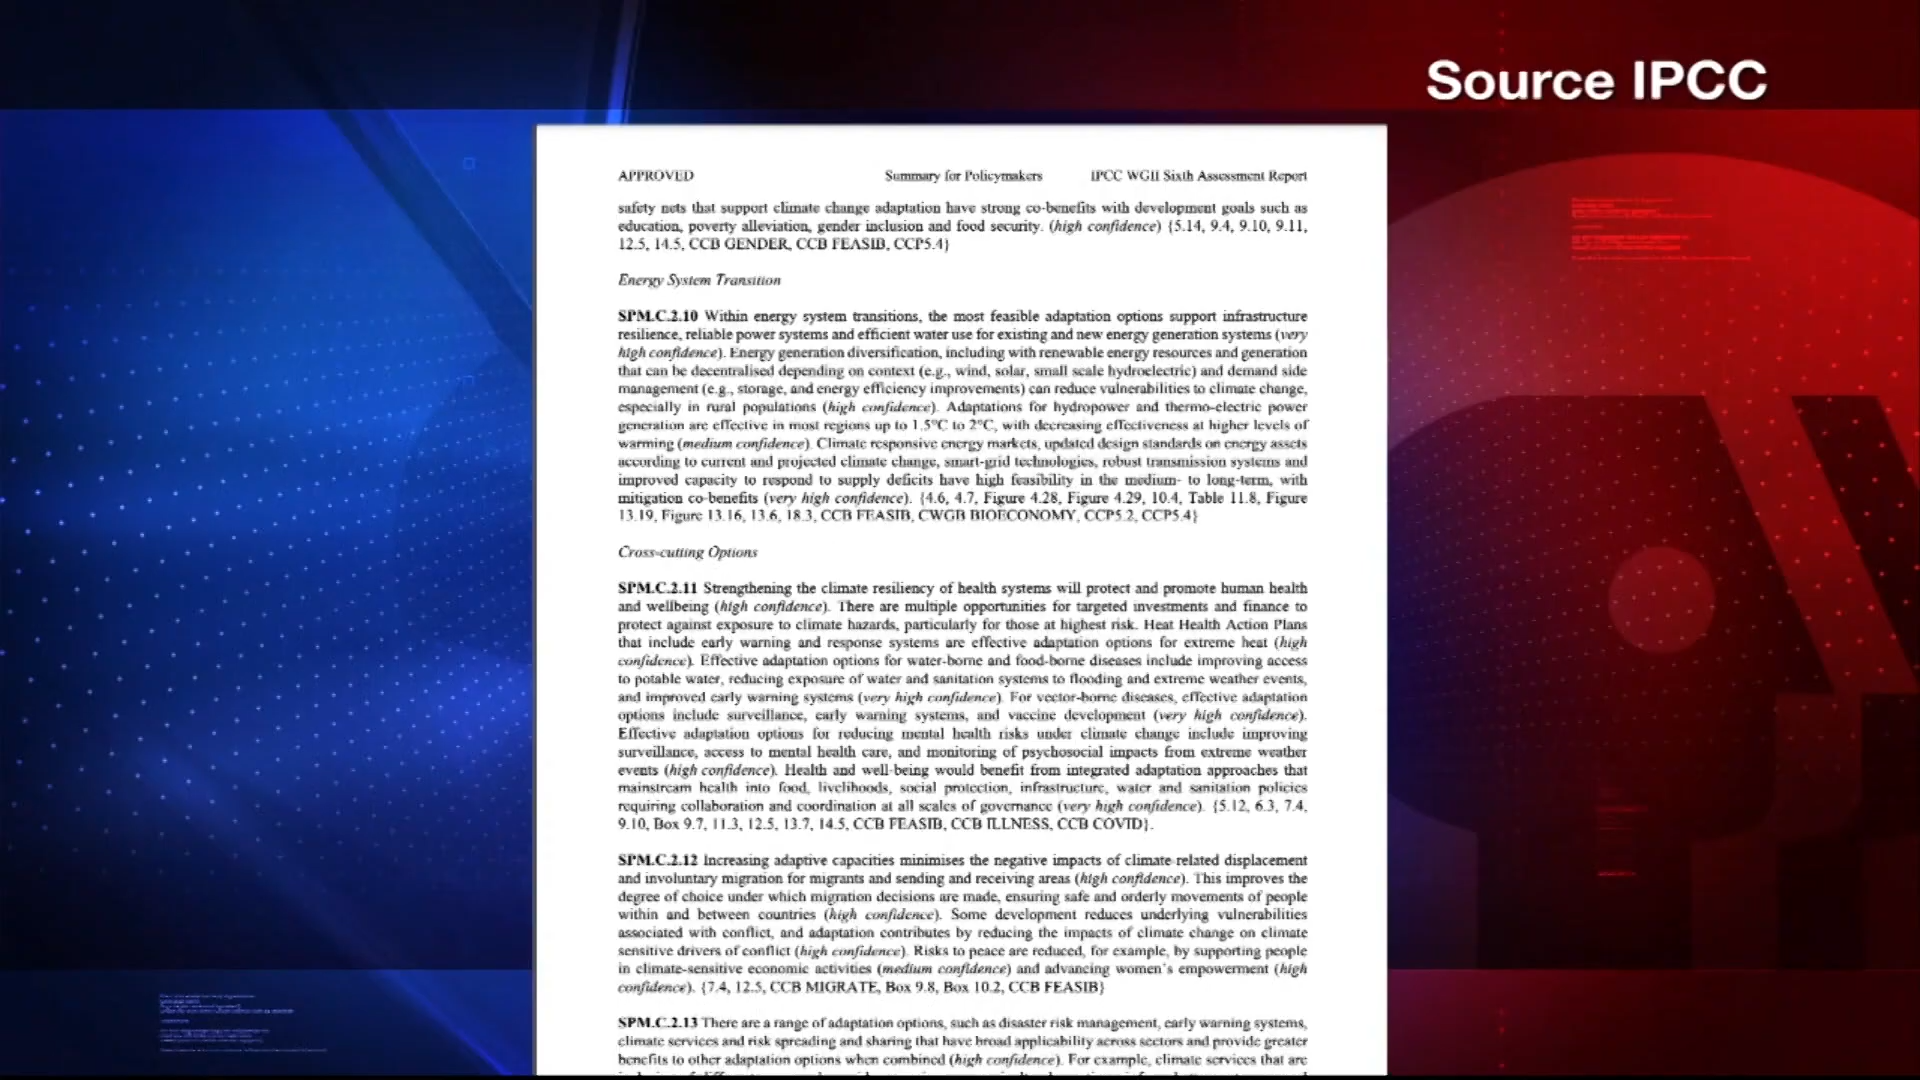 Source IPCC
APPROVED Summary for Policymakers IPCC WGII Sixth Assessment Report
safety nets that support climate change adaptation have strong co-benefits with development goals such as
education, poverty alleviation, gender inclusion and food security. (high confidence) {5.14, 9.4, 9.10, 9.11,
12.5, 14.5, CCB GENDER, CCB FEASIB, CCP5.4}
Energy System Transition
SPM.C.2.10 Within energy system transitions, the most feasible adaptation options support infrastructure
resilience, reliable power systems and efficient water use for existing and new energy generation systems (very
high confidence). Energy generation diversification, including with renewable energy resources and generation
that can be decentralised depending on context (e.g., wind, solar, small scale hydroelectric) and demand side
management (e.g., storage, and energy efficiency improvements) can reduce vulnerabilities to climate change,
especially in rural populations (high confidence). Adaptations for hydropower and thermo-electric power
generation are effective in most regions up to 1.5°C to 2°C, with decreasing effectiveness at higher levels of
warming (medium confidence). Climate responsive energy markets, updated design standards on energy assets
according to current and projected climate change, smart-grid technologies, robust transmission systems and
improved capacity to respond to supply deficits have high feasibility in the medium- to long-term, with
mitigation co-benefits (very high confidence). {4.6, 4.7, Figure 4.28, Figure 4.29, 10.4, Table 11.8, Figure
13.19, Figure 13.16, 13.6, 18.3, CCB FEASIB, CWGB BIOECONOMY, CCP5.2, CCP5.4}
Cross-cutting Options
SPM.C.2.11 Strengthening the climate resiliency of health systems will protect and promote human health
and wellbeing (high confidence). There are multiple opportunities for targeted investments and finance to
protect against exposure to climate hazards, particularly for those at highest risk. Heat Health Action Plans
that include early warning and response systems are effective adaptation options for extreme heat (high
confidence). Effective adaptation options for water-borne and food-borne diseases include improving access
to potable water, reducing exposure of water and sanitation systems to flooding and extreme weather events,
and improved early warning systems (very high confidence). For vector-borne diseases, effective adaptation
options include surveillance, early warning systems, and vaccine development (very high confidence).
Effective adaptation options for reducing mental health risks under climate change include improving
surveillance, access to mental health care, and monitoring of psychosocial impacts from extreme weather
events (high confidence). Health and well-being would benefit from integrated adaptation approaches that
mainstream health into food, livelihoods, social protection, infrastructure, water and sanitation policies
requiring collaboration and coordination at all scales of governance (very high confidence). {5.12, 6.3, 7.4,
9.10, Box 9.7, 11.3, 12.5, 13.7, 14.5, CCB FEASIB, CCB ILLNESS, CCB COVID}.
SPM.C.2.12 Increasing adaptive capacities minimises the negative impacts of climate-related displacement
and involuntary migration for migrants and sending and receiving areas (high confidence). This improves the
degree of choice under which migration decisions are made, ensuring safe and orderly movements of people
within and between countries (high confidence). Some development reduces underlying vulnerabilities
associated with conflict, and adaptation contributes by reducing the impacts of climate change on climate
sensitive drivers of conflict (high confidence). Risks to peace are reduced, for example, by supporting people
in climate-sensitive economic activities (medium confidence) and advancing women's empowerment (high
confidence). {7.4, 12.5, CCB MIGRATE, Box 9.8, Box 10.2, CCB FEASIB}
SPM.C.2.13 There are a range of adaptation options, such as disaster risk management, early warning systems,
climate services and risk spreading and sharing that have broad applicability across sectors and provide greater
benefits to other adaptation options when combined (high confidence). For example, climate services that are